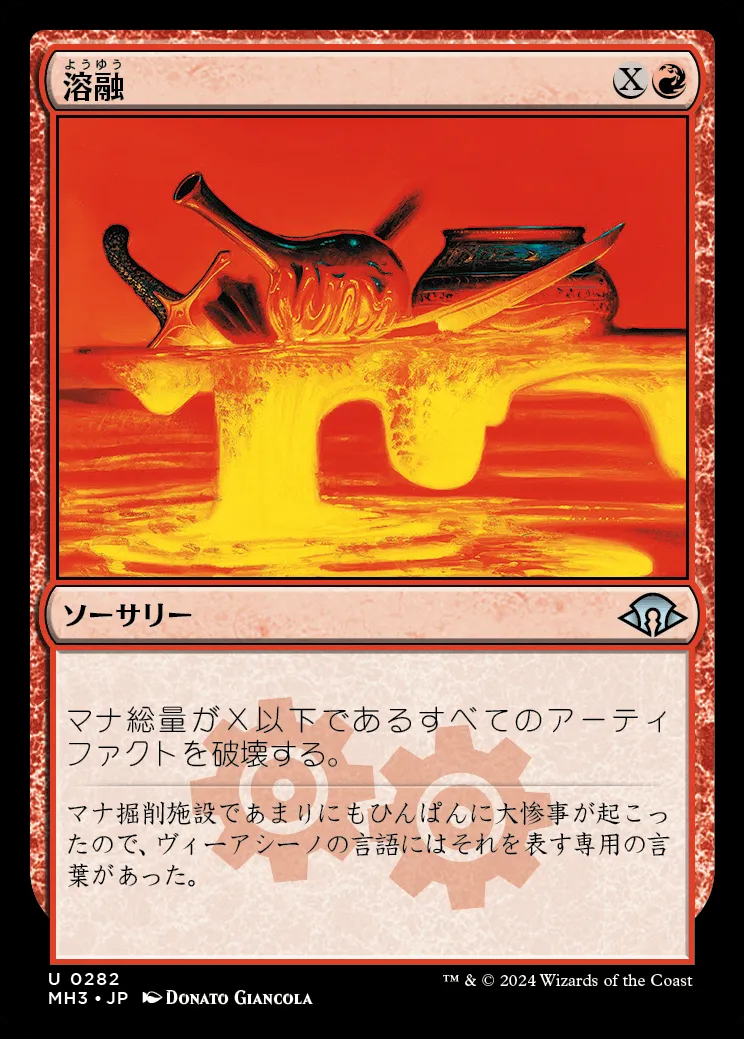 ようゆう
溶融 X
ソーサリー
マナ総量がX以下であるすべてのアーティ
ファクトを破壊する。
マナ掘削施設であまりにもひんぱんに大惨事が起こっ
たので、ヴィーアシーノの言語にはそれを表す専用の言
葉があった。
U 0282 ™ & © 2024 Wizards of the Coast
MH3 • JP Donato Giancola